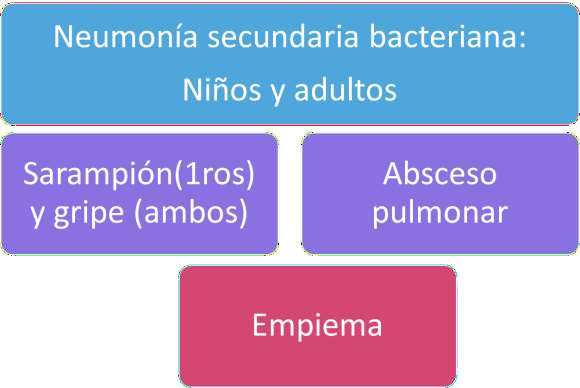 Neumonía secundaria bacteriana:
Niños y adultos
Sarampión(1ros)
y gripe (ambos)
Absceso
pulmonar
Empiema